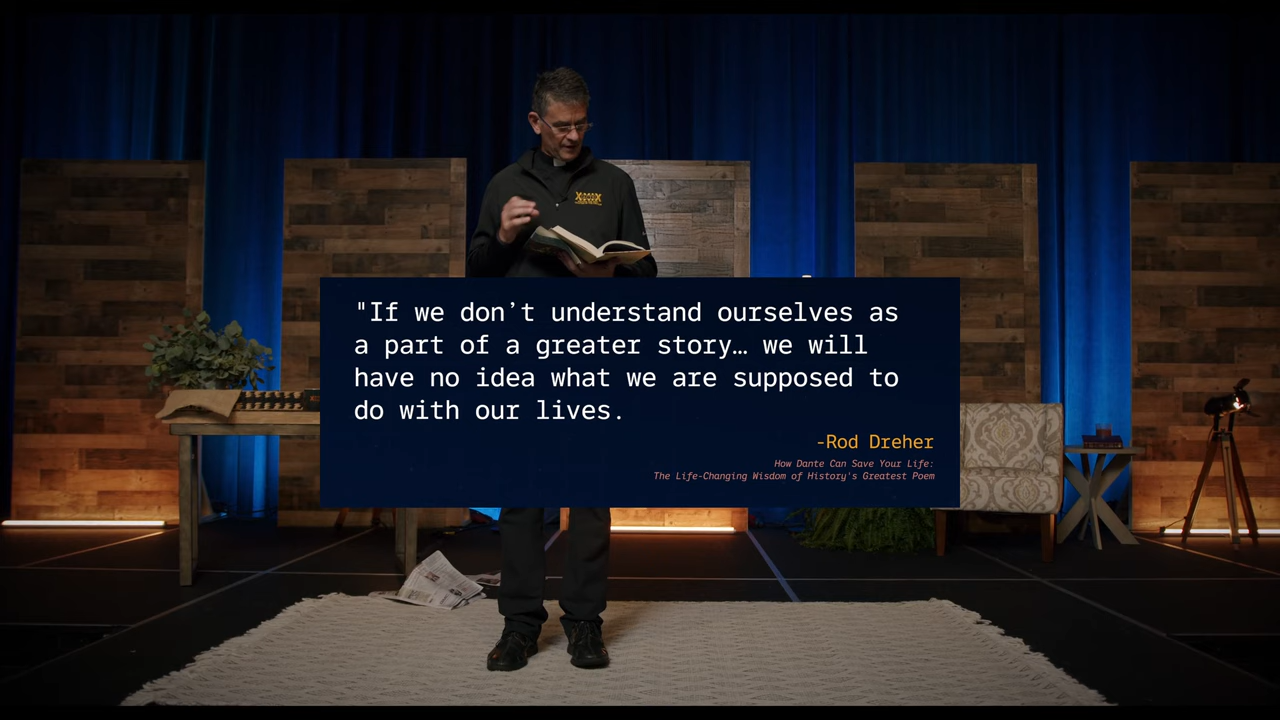 "If we don’t understand ourselves as
a part of a greater story… we will
have no idea what we are supposed to
do with our lives.
-Rod Dreher
How Dante Can Save Your Life:
The Life-Changing Wisdom of History's Greatest Poem